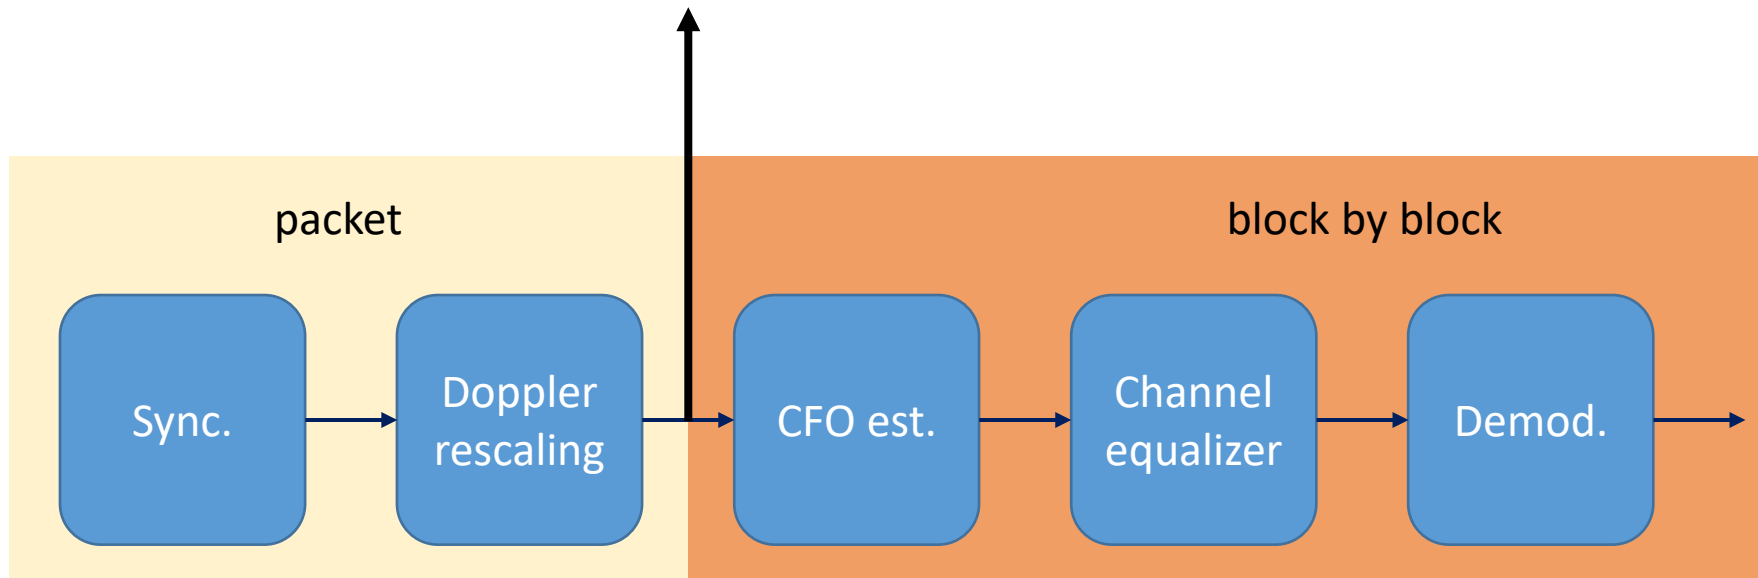 packet
block by block
Sync.
Doppler
rescaling
CFO est.
Channel
equalizer
Demod.